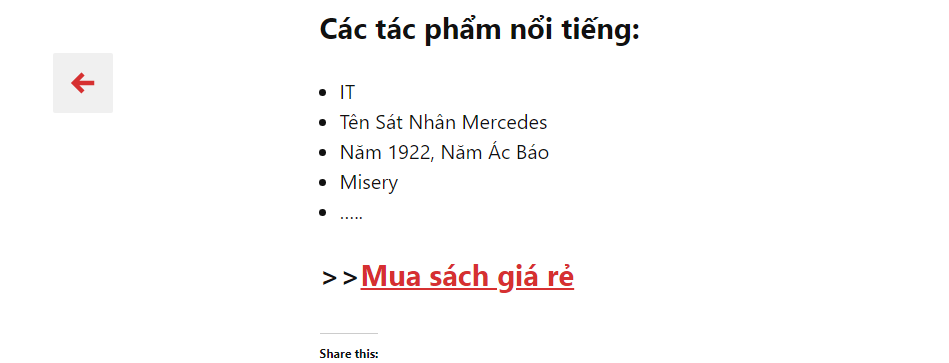 Các tác phẩm nổi tiếng:
IT
Tên Sát Nhân Mercedes
Năm 1922, Năm Ác Báo
Misery
…..
>>Mua sách giá rẻ
Share this: